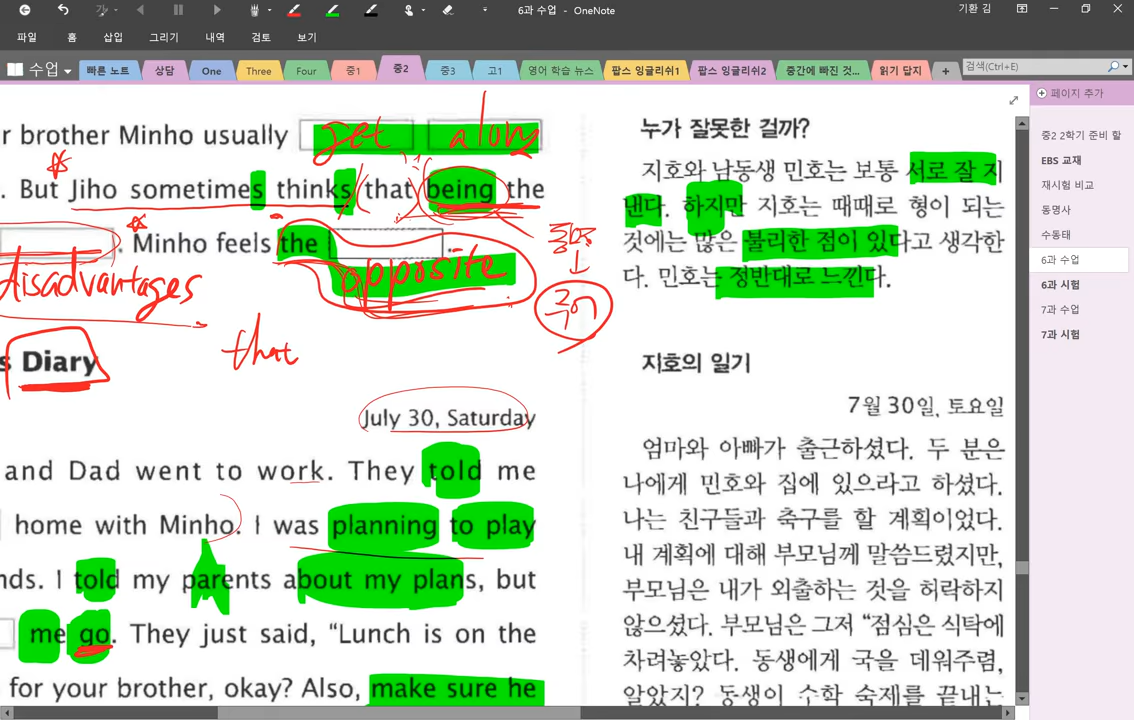 6과 수업 - OneNote
기환 김
파일 홈 삽입 그리기 내역 검토 보기
수업 빠른 노트 상담 One Three Four 중1 중2 중3 고1 영어 학습 뉴스 팝스 잉글리쉬1 팝스 잉글리쉬2 중간에 빠진 것... 읽기 답지 + 검색(Ctrl+E)
페이지 추가
중2 2학기 준비 할
EBS 교재
재시험 비교
동명사
수동태
6과 수업
6과 시험
7과 수업
7과 시험
r brother Minho usually get along
. But Jiho sometimes thinks that being the
disadvantages. Minho feels the opposite.
주어
that
s Diary
July 30, Saturday
and Dad went to work. They told me
home with Minho. I was planning to play
nds. I told my parents about my plans, but
me go. They just said, “Lunch is on the
for your brother, okay? Also, make sure he
누가 잘못한 걸까?
지호와 남동생 민호는 보통 서로 잘 지
낸다. 하지만 지호는 때때로 형이 되는
것에는 많은 불리한 점이 있다고 생각한
다. 민호는 정반대로 느낀다.
지호의 일기
7월 30일, 토요일
엄마와 아빠가 출근하셨다. 두 분은
나에게 민호와 집에 있으라고 하셨다.
나는 친구들과 축구를 할 계획이었다.
내 계획에 대해 부모님께 말씀드렸지만,
부모님은 내가 외출하는 것을 허락하지
않으셨다. 부모님은 그저 “점심은 식탁에
차려놓았다. 동생에게 국을 데워주렴,
알았지? 동생이 수학 숙제를 끝내는